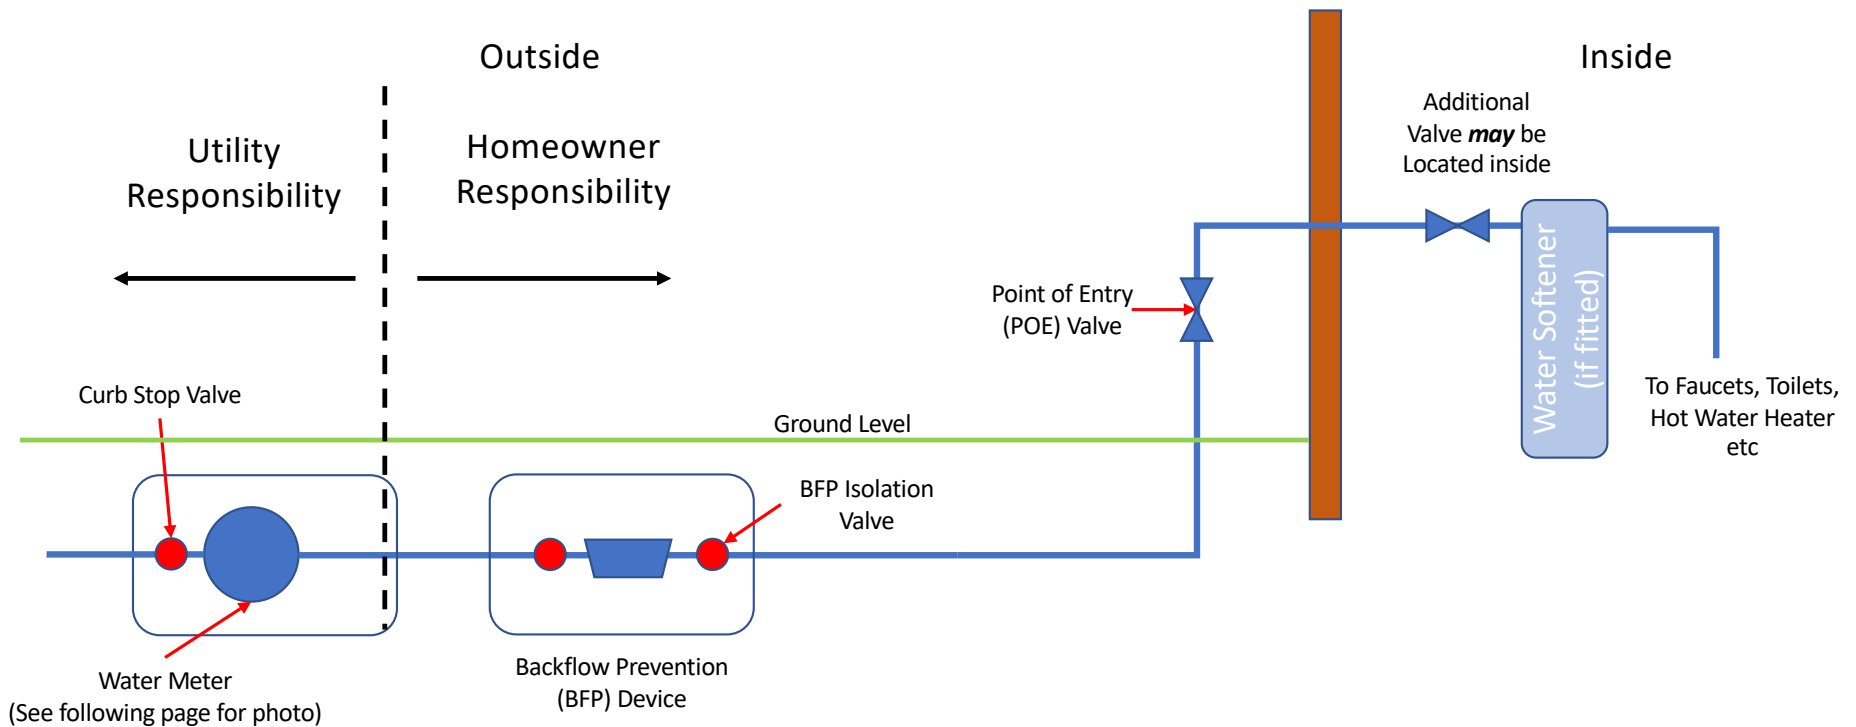 Outside
Inside
Utility
Responsibility
Homeowner
Responsibility
Additional
Valve may be
Located inside
Point of Entry
(POE) Valve
Water Softener
(if fitted)
To Faucets, Toilets,
Hot Water Heater
etc
Curb Stop Valve
Ground Level
BFP Isolation
Valve
Water Meter
(See following page for photo)
Backflow Prevention
(BFP) Device